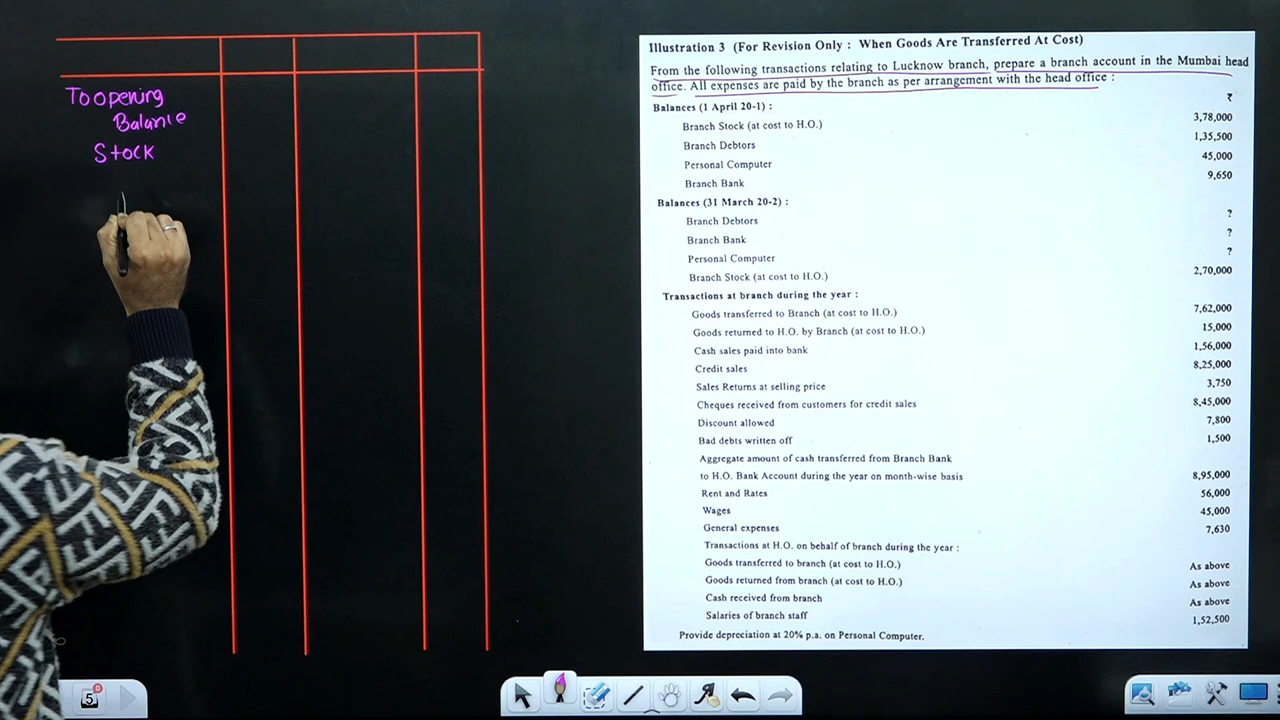 To opening
Balance
Stock
Illustration 3 (For Revision Only : When Goods Are Transferred At Cost)
From the following transactions relating to Lucknow branch, prepare a branch account in the Mumbai head
office. All expenses are paid by the branch as per arrangement with the head office :
₹
Balances (1 April 20-1) :
Branch Stock (at cost to H.O.) 3,78,000
Branch Debtors 1,35,500
Personal Computer 45,000
Branch Bank 9,650
Balances (31 March 20-2) :
Branch Debtors ?
Branch Bank ?
Personal Computer ?
Branch Stock (at cost to H.O.) 2,70,000
Transactions at branch during the year :
Goods transferred to Branch (at cost to H.O.) 7,62,000
Goods returned to H.O. by Branch (at cost to H.O.) 15,000
Cash sales paid into bank 1,56,000
Credit sales 8,25,000
Sales Returns at selling price 3,750
Cheques received from customers for credit sales 8,45,000
Discount allowed 7,800
Bad debts written off 1,500
Aggregate amount of cash transferred from Branch Bank
to H.O. Bank Account during the year on month-wise basis 8,95,000
Rent and Rates 56,000
Wages 45,000
General expenses 7,630
Transactions at H.O. on behalf of branch during the year :
Goods transferred to branch (at cost to H.O.) As above
Goods returned from branch (at cost to H.O.) As above
Cash received from branch As above
Salaries of branch staff 1,52,500
Provide depreciation at 20% p.a. on Personal Computer.
5